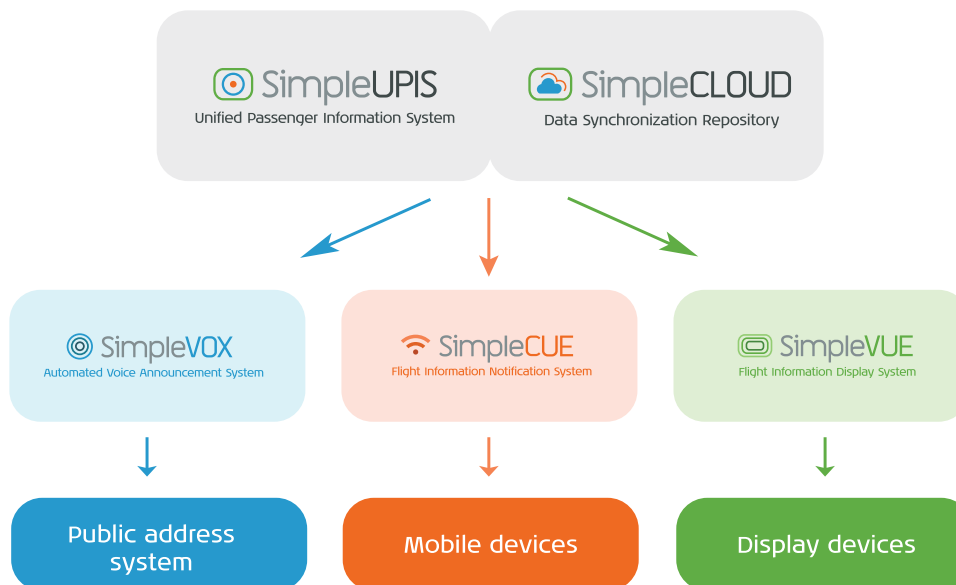 SimpleUPIS
Unified Passenger Information System
SimpleCLOUD
Data Synchronization Repository
SimpleVOX
Automated Voice Announcement System
SimpleCUE
Flight Information Notification System
SimpleVUE
Flight Information Display System
Public address
system
Mobile devices
Display devices